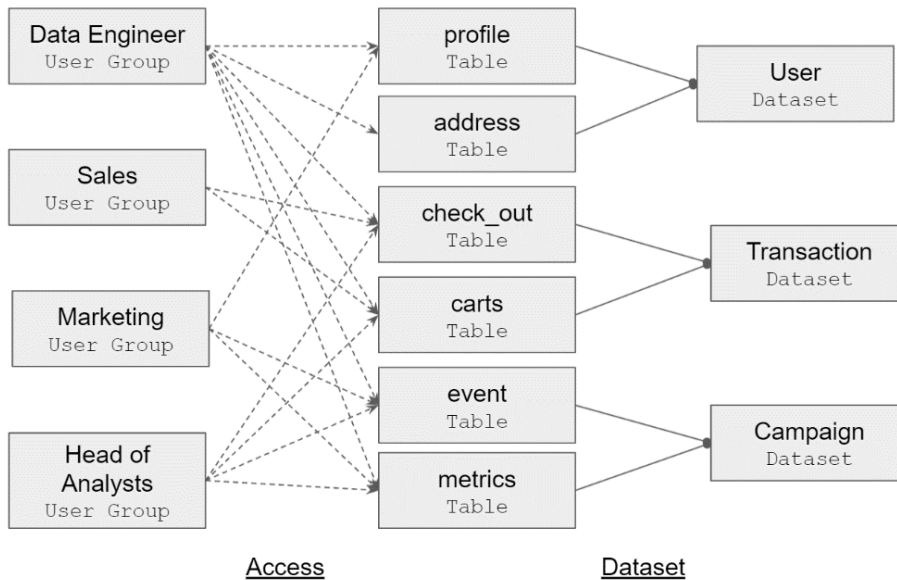 Data Engineer
User Group
Sales
User Group
Marketing
User Group
Head of
Analysts
User Group
profile
Table
address
Table
check_out
Table
carts
Table
event
Table
metrics
Table
User
Dataset
Transaction
Dataset
Campaign
Dataset
Access
Dataset